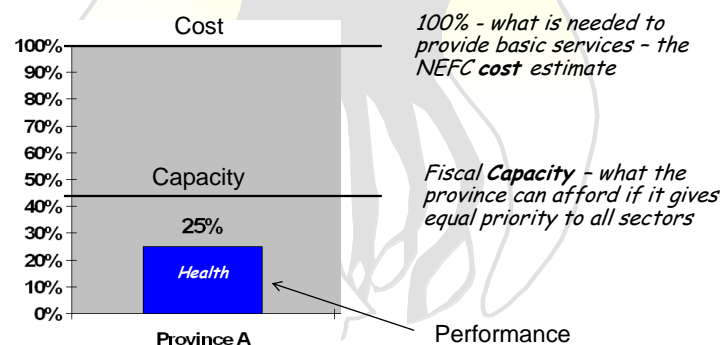 Cost
100% - what is needed to
provide basic services – the
NEFC cost estimate
100%
90%
80%
70%
60%
50%
40%
30%
20%
10%
0%
Capacity
Fiscal Capacity – what the
province can afford if it gives
equal priority to all sectors
25%
Health
Province A
Performance